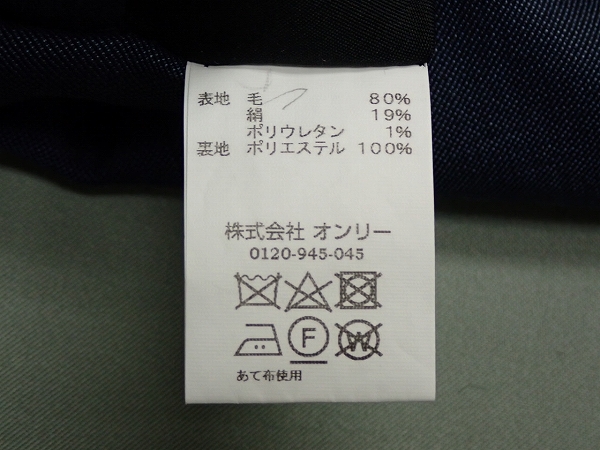 表地 毛 80%
絹 19%
ポリウレタン 1%
裏地 ポリエステル 100%
株式会社 オンリー
0120-945-045
F W
あて布使用